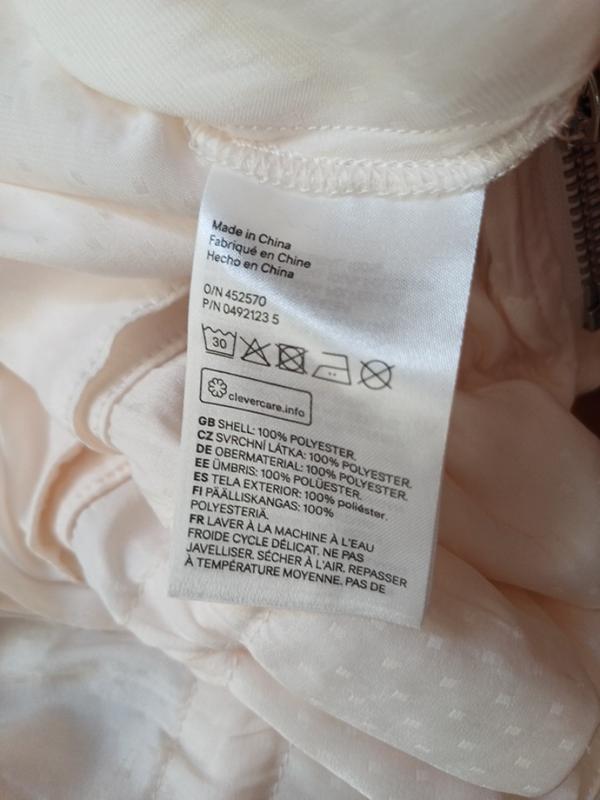 Made in China
Fabriqué en Chine
Hecho en China
O/N 452570
P/N 0492123 5
30
clevercare.info
GB SHELL: 100% POLYESTER.
CZ SVRCHNÍ LÁTKA: 100% POLYESTER.
DE OBERMATERIAL: 100% POLYESTER.
EE ÜMBRIS: 100% POLÜESTER.
ES TELA EXTERIOR: 100% poliéster.
FI PÄÄLLISKANGAS: 100%
POLYESTERIÄ.
FR LAVER À LA MACHINE À L'EAU
FROIDE CYCLE DÉLICAT. NE PAS
JAVELLISER. SÉCHER À L'AIR. REPASSER
À TEMPÉRATURE MOYENNE. PAS DE